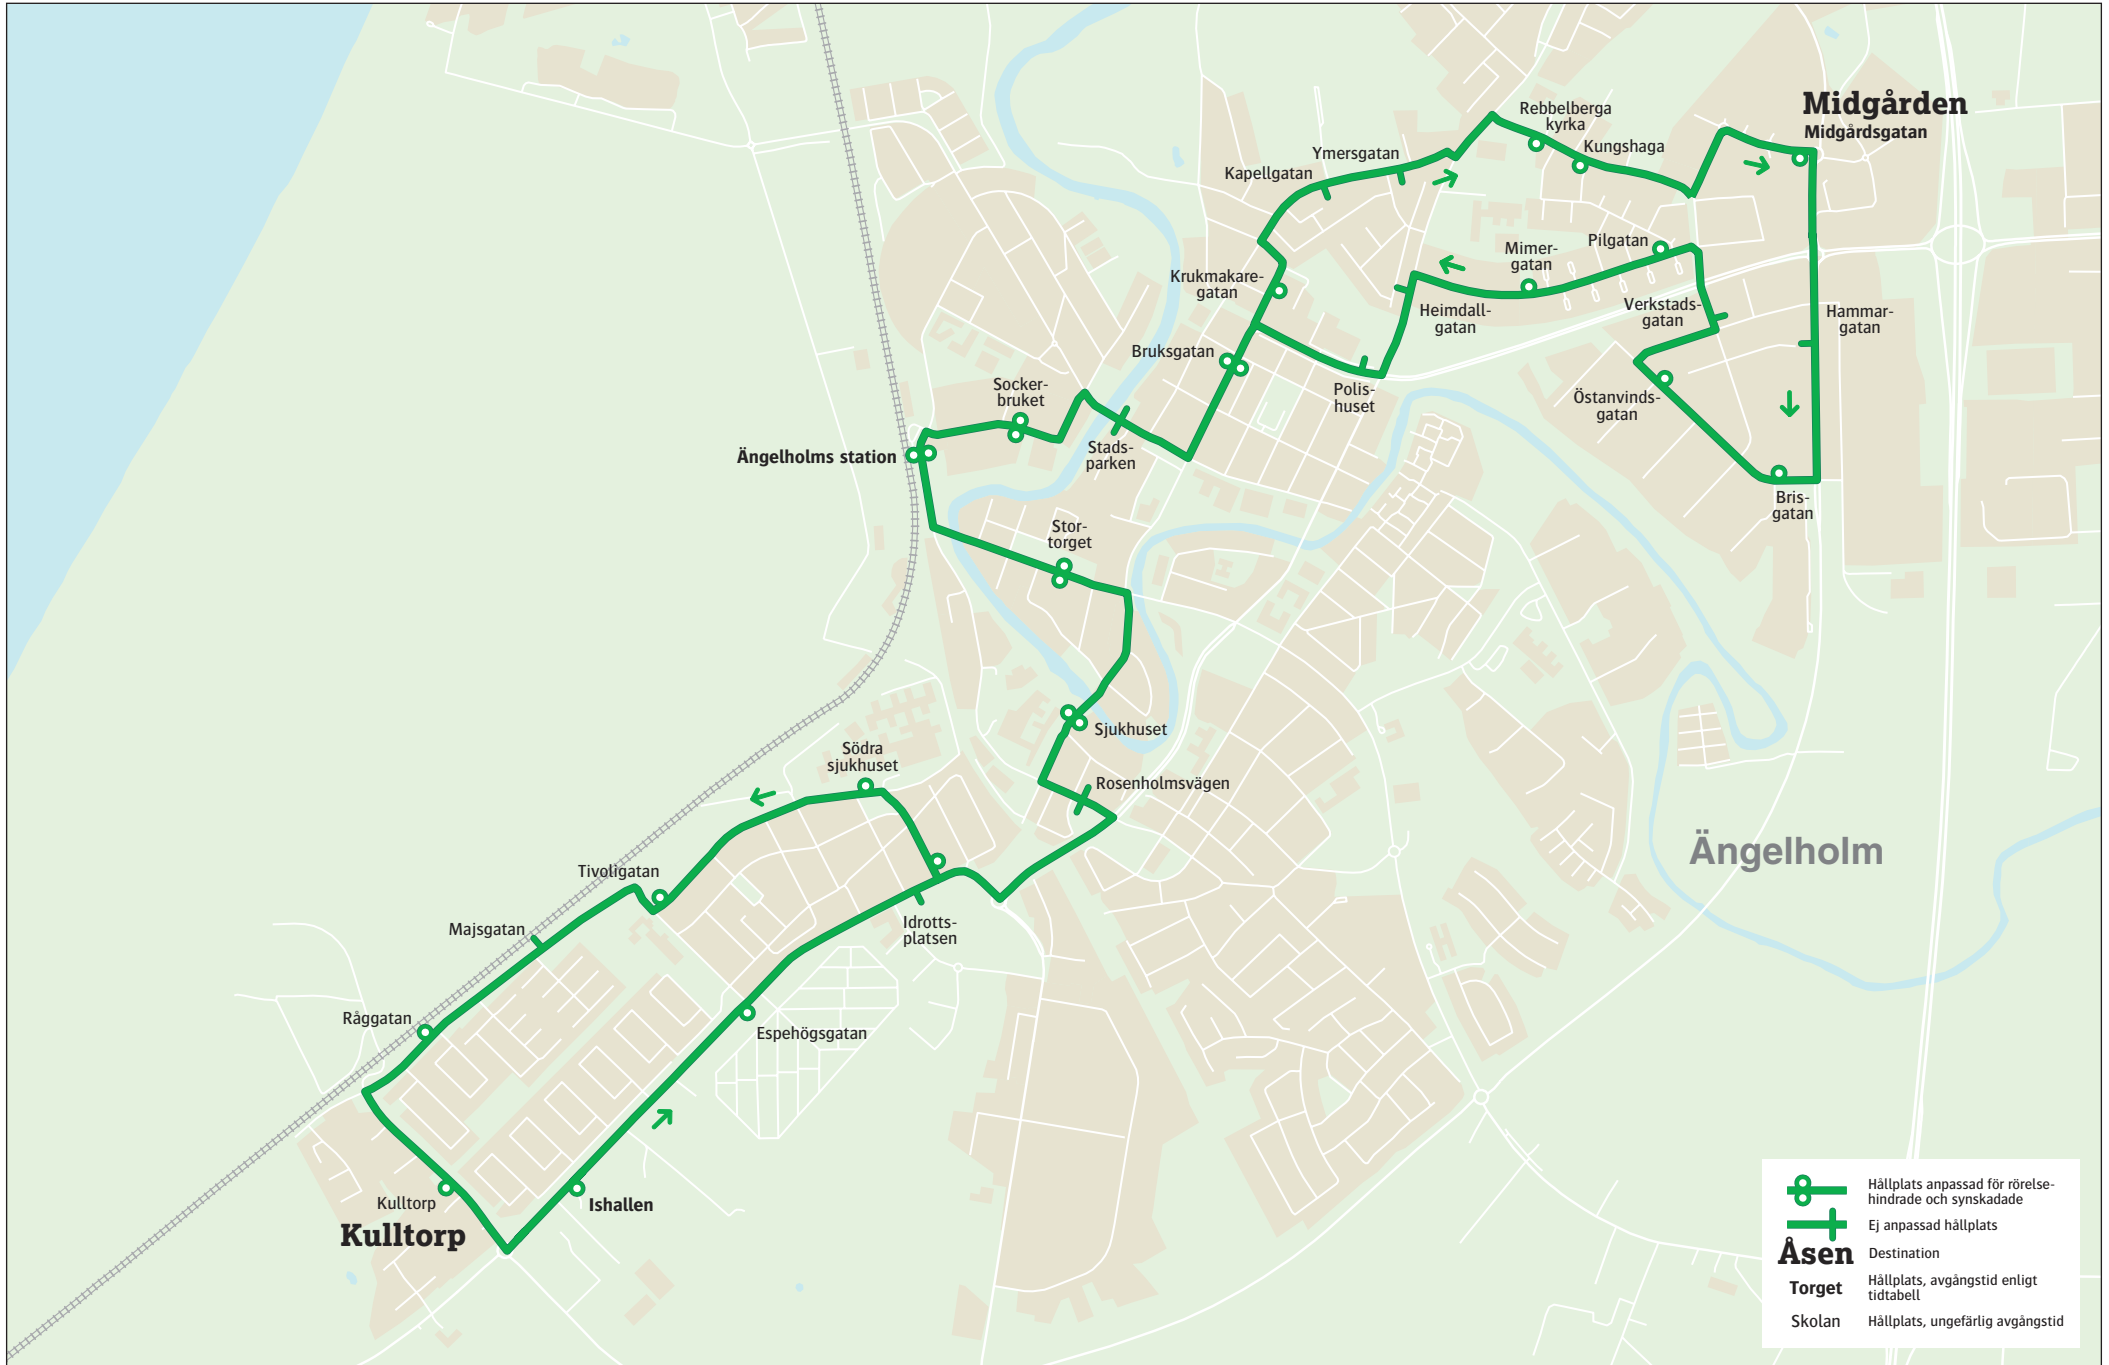 Midgården
Midgårdsgatan
Rebbelberga
kyrka
Kungshaga
Ymersgatan
Kapellgatan
Krukmakare-
gatan
Mimer-
gatan
Pilgatan
Heimdall-
gatan
Verkstads-
gatan
Hammar-
gatan
Bruksgatan
Polis-
huset
Östanvinds-
gatan
Socker-
bruket
Stads-
parken
Ängelholms station
Bris-
gatan
Stor-
torget
Sjukhuset
Södra
sjukhuset
Rosenholmsvägen
Ängelholm
Tivoligatan
Majsgatan
Idrotts-
platsen
Råggatan
Espehögsgatan
Kulltorp
Kulltorp
Ishallen
Hållplats anpassad för rörelse-
hindrade och synskadade
Ej anpassad hållplats
Åsen Destination
Torget Hållplats, avgångstid enligt
tidtabell
Skolan Hållplats, ungefärlig avgångstid